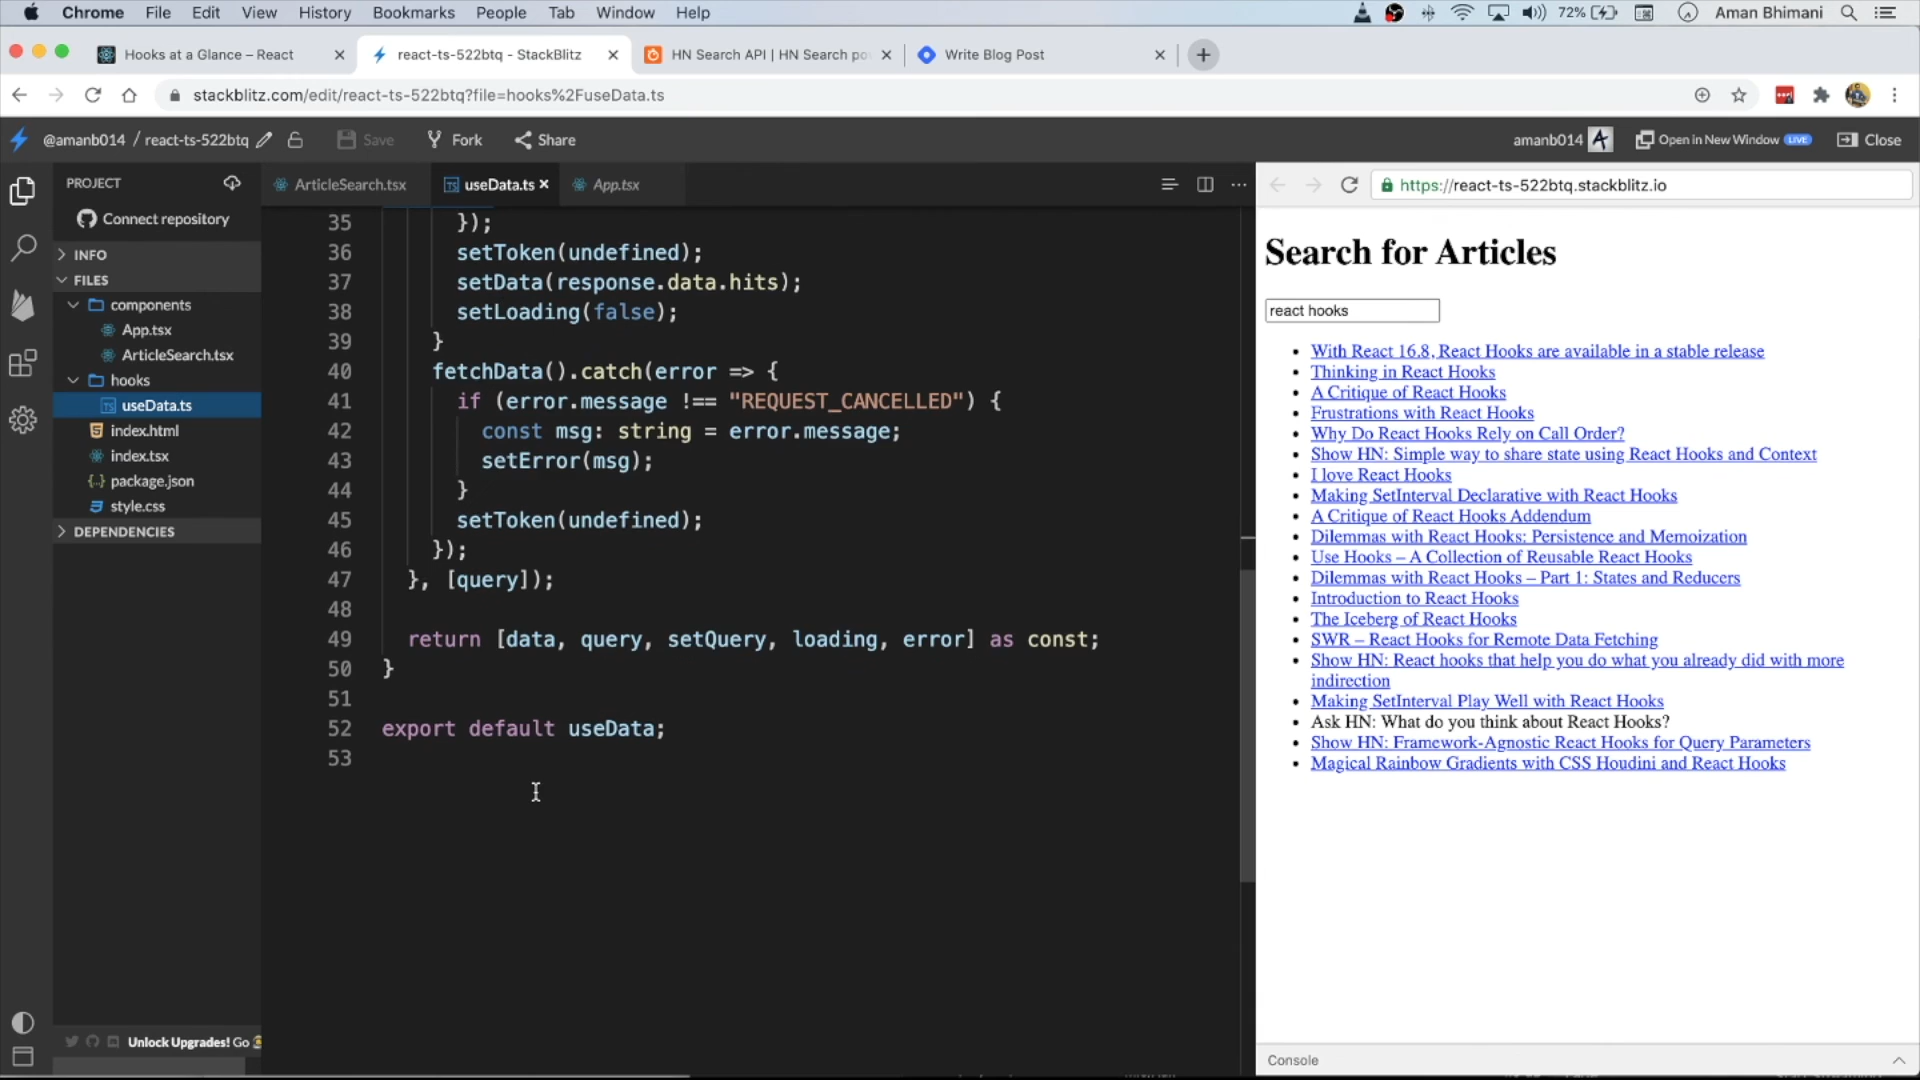 Chrome File Edit View History Bookmarks People Tab Window Help 72% Aman Bhimani
Hooks at a Glance – React
react-ts-522btq - StackBlitz
HN Search API | HN Search po
Write Blog Post
stackblitz.com/edit/react-ts-522btq?file=hooks%2FuseData.ts
@amanb014 / react-ts-522btq Save Fork Share amanb014 Open in New Window LIVE Close
PROJECT
Connect repository
INFO
FILES
components
App.tsx
ArticleSearch.tsx
hooks
useData.ts
index.html
index.tsx
package.json
style.css
DEPENDENCIES
Unlock Upgrades! Go
ArticleSearch.tsx useData.ts App.tsx
35 });
36 setToken(undefined);
37 setData(response.data.hits);
38 setLoading(false);
39 }
40 fetchData().catch(error => {
41 if (error.message !== "REQUEST_CANCELLED") {
42 const msg: string = error.message;
43 setError(msg);
44 }
45 setToken(undefined);
46 });
47 }, [query]);
48
49 return [data, query, setQuery, loading, error] as const;
50 }
51
52 export default useData;
53
https://react-ts-522btq.stackblitz.io
Search for Articles
react hooks
With React 16.8, React Hooks are available in a stable release
Thinking in React Hooks
A Critique of React Hooks
Frustrations with React Hooks
Why Do React Hooks Rely on Call Order?
Show HN: Simple way to share state using React Hooks and Context
I love React Hooks
Making SetInterval Declarative with React Hooks
A Critique of React Hooks Addendum
Dilemmas with React Hooks: Persistence and Memoization
Use Hooks – A Collection of Reusable React Hooks
Dilemmas with React Hooks – Part 1: States and Reducers
Introduction to React Hooks
The Iceberg of React Hooks
SWR – React Hooks for Remote Data Fetching
Show HN: React hooks that help you do what you already did with more
indirection
Making SetInterval Play Well with React Hooks
Ask HN: What do you think about React Hooks?
Show HN: Framework-Agnostic React Hooks for Query Parameters
Magical Rainbow Gradients with CSS Houdini and React Hooks
Console